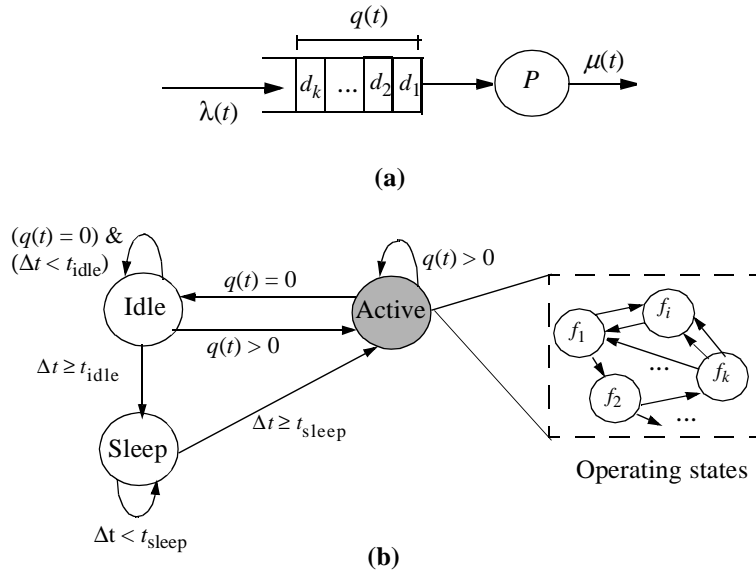 q(t)
d_k ... d_2 d_1
P
μ(t)
λ(t)
(a)
(q(t) = 0) &
(Δt < t_idle)
q(t) > 0
Idle
q(t) = 0
Active
q(t) > 0
f_1
f_i
Δt ≥ t_idle
...
f_k
f_2
...
Δt ≥ t_sleep
Sleep
Operating states
Δt < t_sleep
(b)